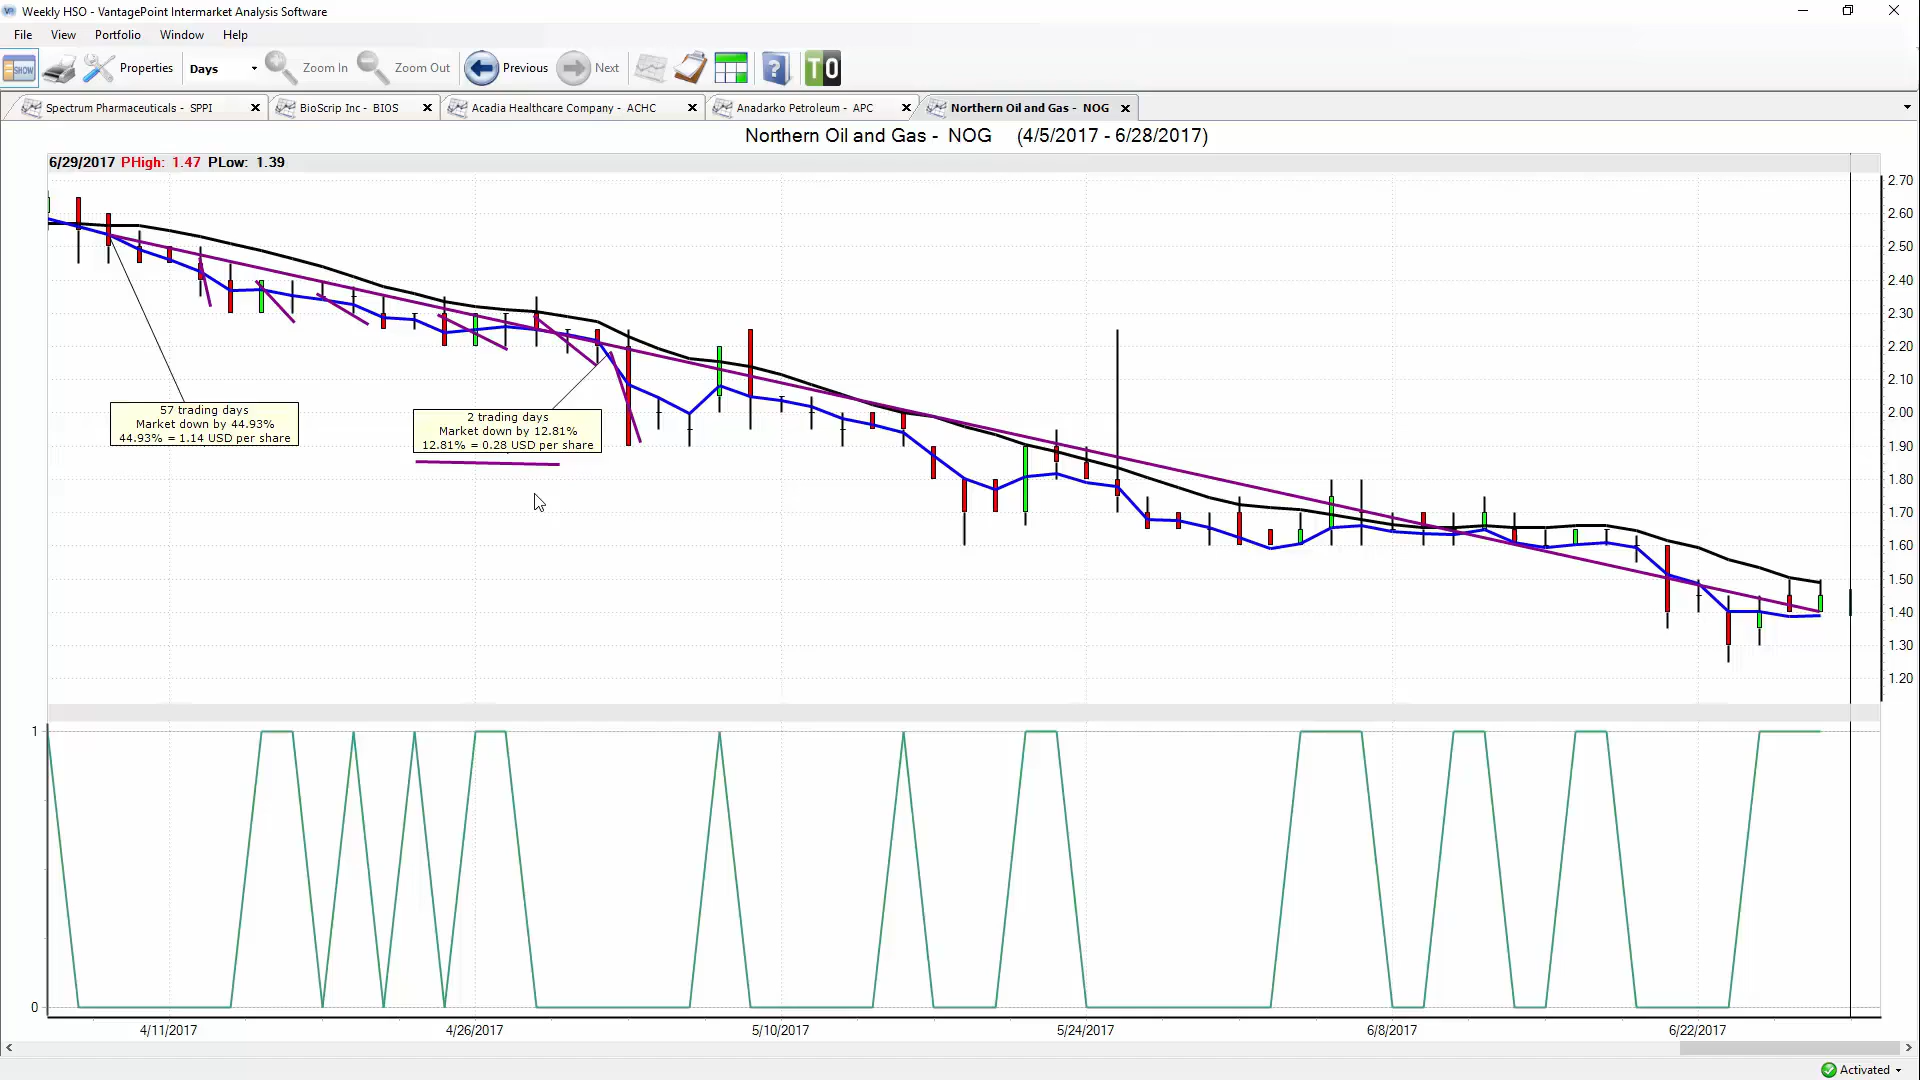 Weekly HSO - VantagePoint Intermarket Analysis Software
File View Portfolio Window Help
SHOW Properties Days Zoom In Zoom Out Previous Next ? TO
Spectrum Pharmaceuticals - SPPI BioScrip Inc - BIOS Acadia Healthcare Company - ACHC Anadarko Petroleum - APC Northern Oil and Gas - NOG
Northern Oil and Gas - NOG (4/5/2017 - 6/28/2017)
6/29/2017 PHigh: 1.47 PLow: 1.39
2.70
2.60
2.50
2.40
2.30
2.20
2.10
2.00
1.90
1.80
1.70
1.60
1.50
1.40
1.30
1.20
57 trading days
Market down by 44.93%
44.93% = 1.14 USD per share
2 trading days
Market down by 12.81%
12.81% = 0.28 USD per share
1
0
4/11/2017 4/26/2017 5/10/2017 5/24/2017 6/8/2017 6/22/2017
Activated